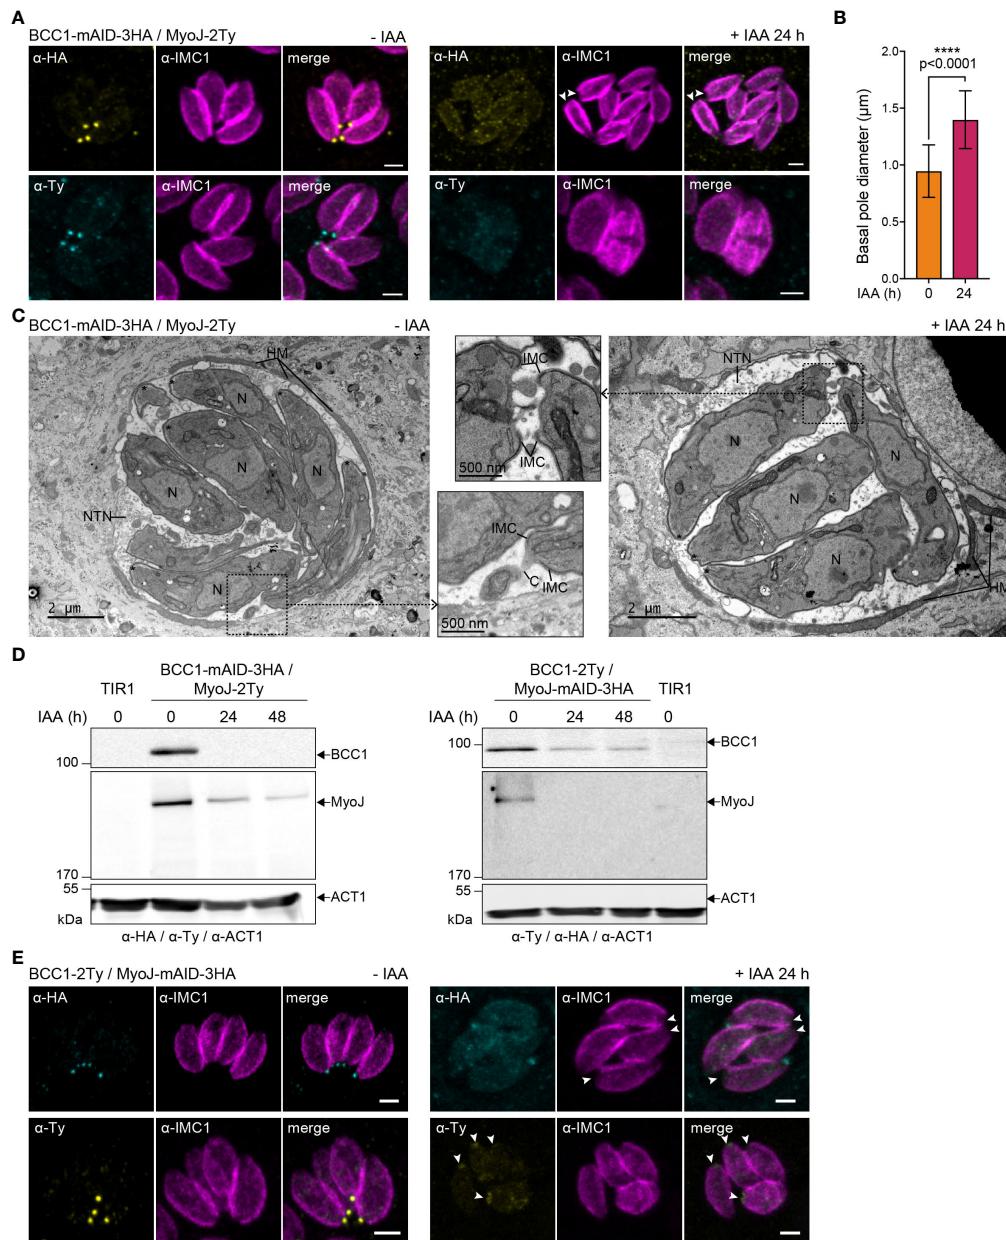 A
BCC1-mAID-3HA / MyoJ-2Ty
- IAA
+ IAA 24 h
α-HA
α-IMC1
merge
α-HA
α-IMC1
merge
α-Ty
α-IMC1
merge
α-Ty
α-IMC1
merge
B
****
p<0.0001
Basal pole diameter (μm)
2.0
1.5
1.0
0.5
0.0
IAA (h)
0
24
C
BCC1-mAID-3HA / MyoJ-2Ty
- IAA
+ IAA 24 h
HM
N
N
N
N
N
NTN
*
*
*
*
*
2 μm
IMC
IMC
500 nm
IMC
C
IMC
500 nm
NTN
N
N
N
N
HM
*
*
2 μm
D
TIR1
BCC1-mAID-3HA /
MyoJ-2Ty
IAA (h)
0
0
24
48
100
BCC1
MyoJ
170
55
ACT1
kDa
α-HA / α-Ty / α-ACT1
BCC1-2Ty /
MyoJ-mAID-3HA
TIR1
IAA (h)
0
24
48
0
100
BCC1
MyoJ
170
55
ACT1
kDa
α-Ty / α-HA / α-ACT1
E
BCC1-2Ty / MyoJ-mAID-3HA
- IAA
+ IAA 24 h
α-HA
α-IMC1
merge
α-HA
α-IMC1
merge
α-Ty
α-IMC1
merge
α-Ty
α-IMC1
merge